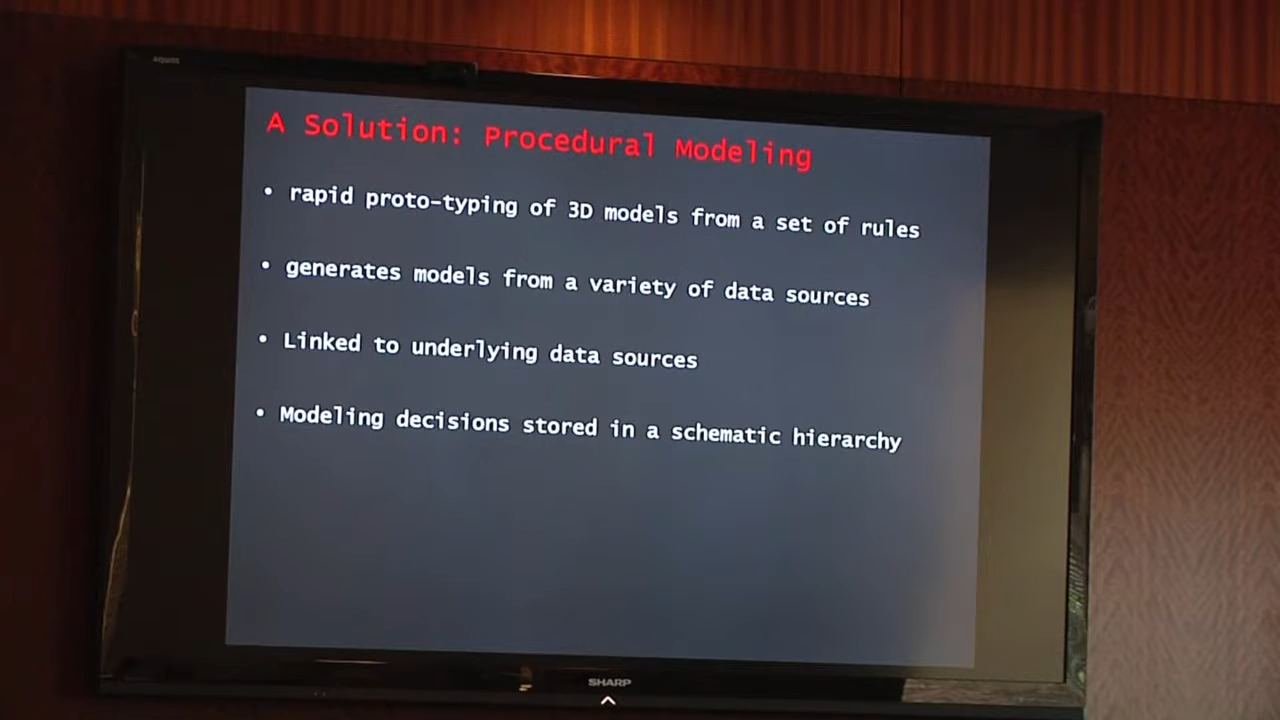 aquos
A Solution: Procedural Modeling
• rapid proto-typing of 3D models from a set of rules
• generates models from a variety of data sources
• Linked to underlying data sources
• Modeling decisions stored in a schematic hierarchy
SHARP